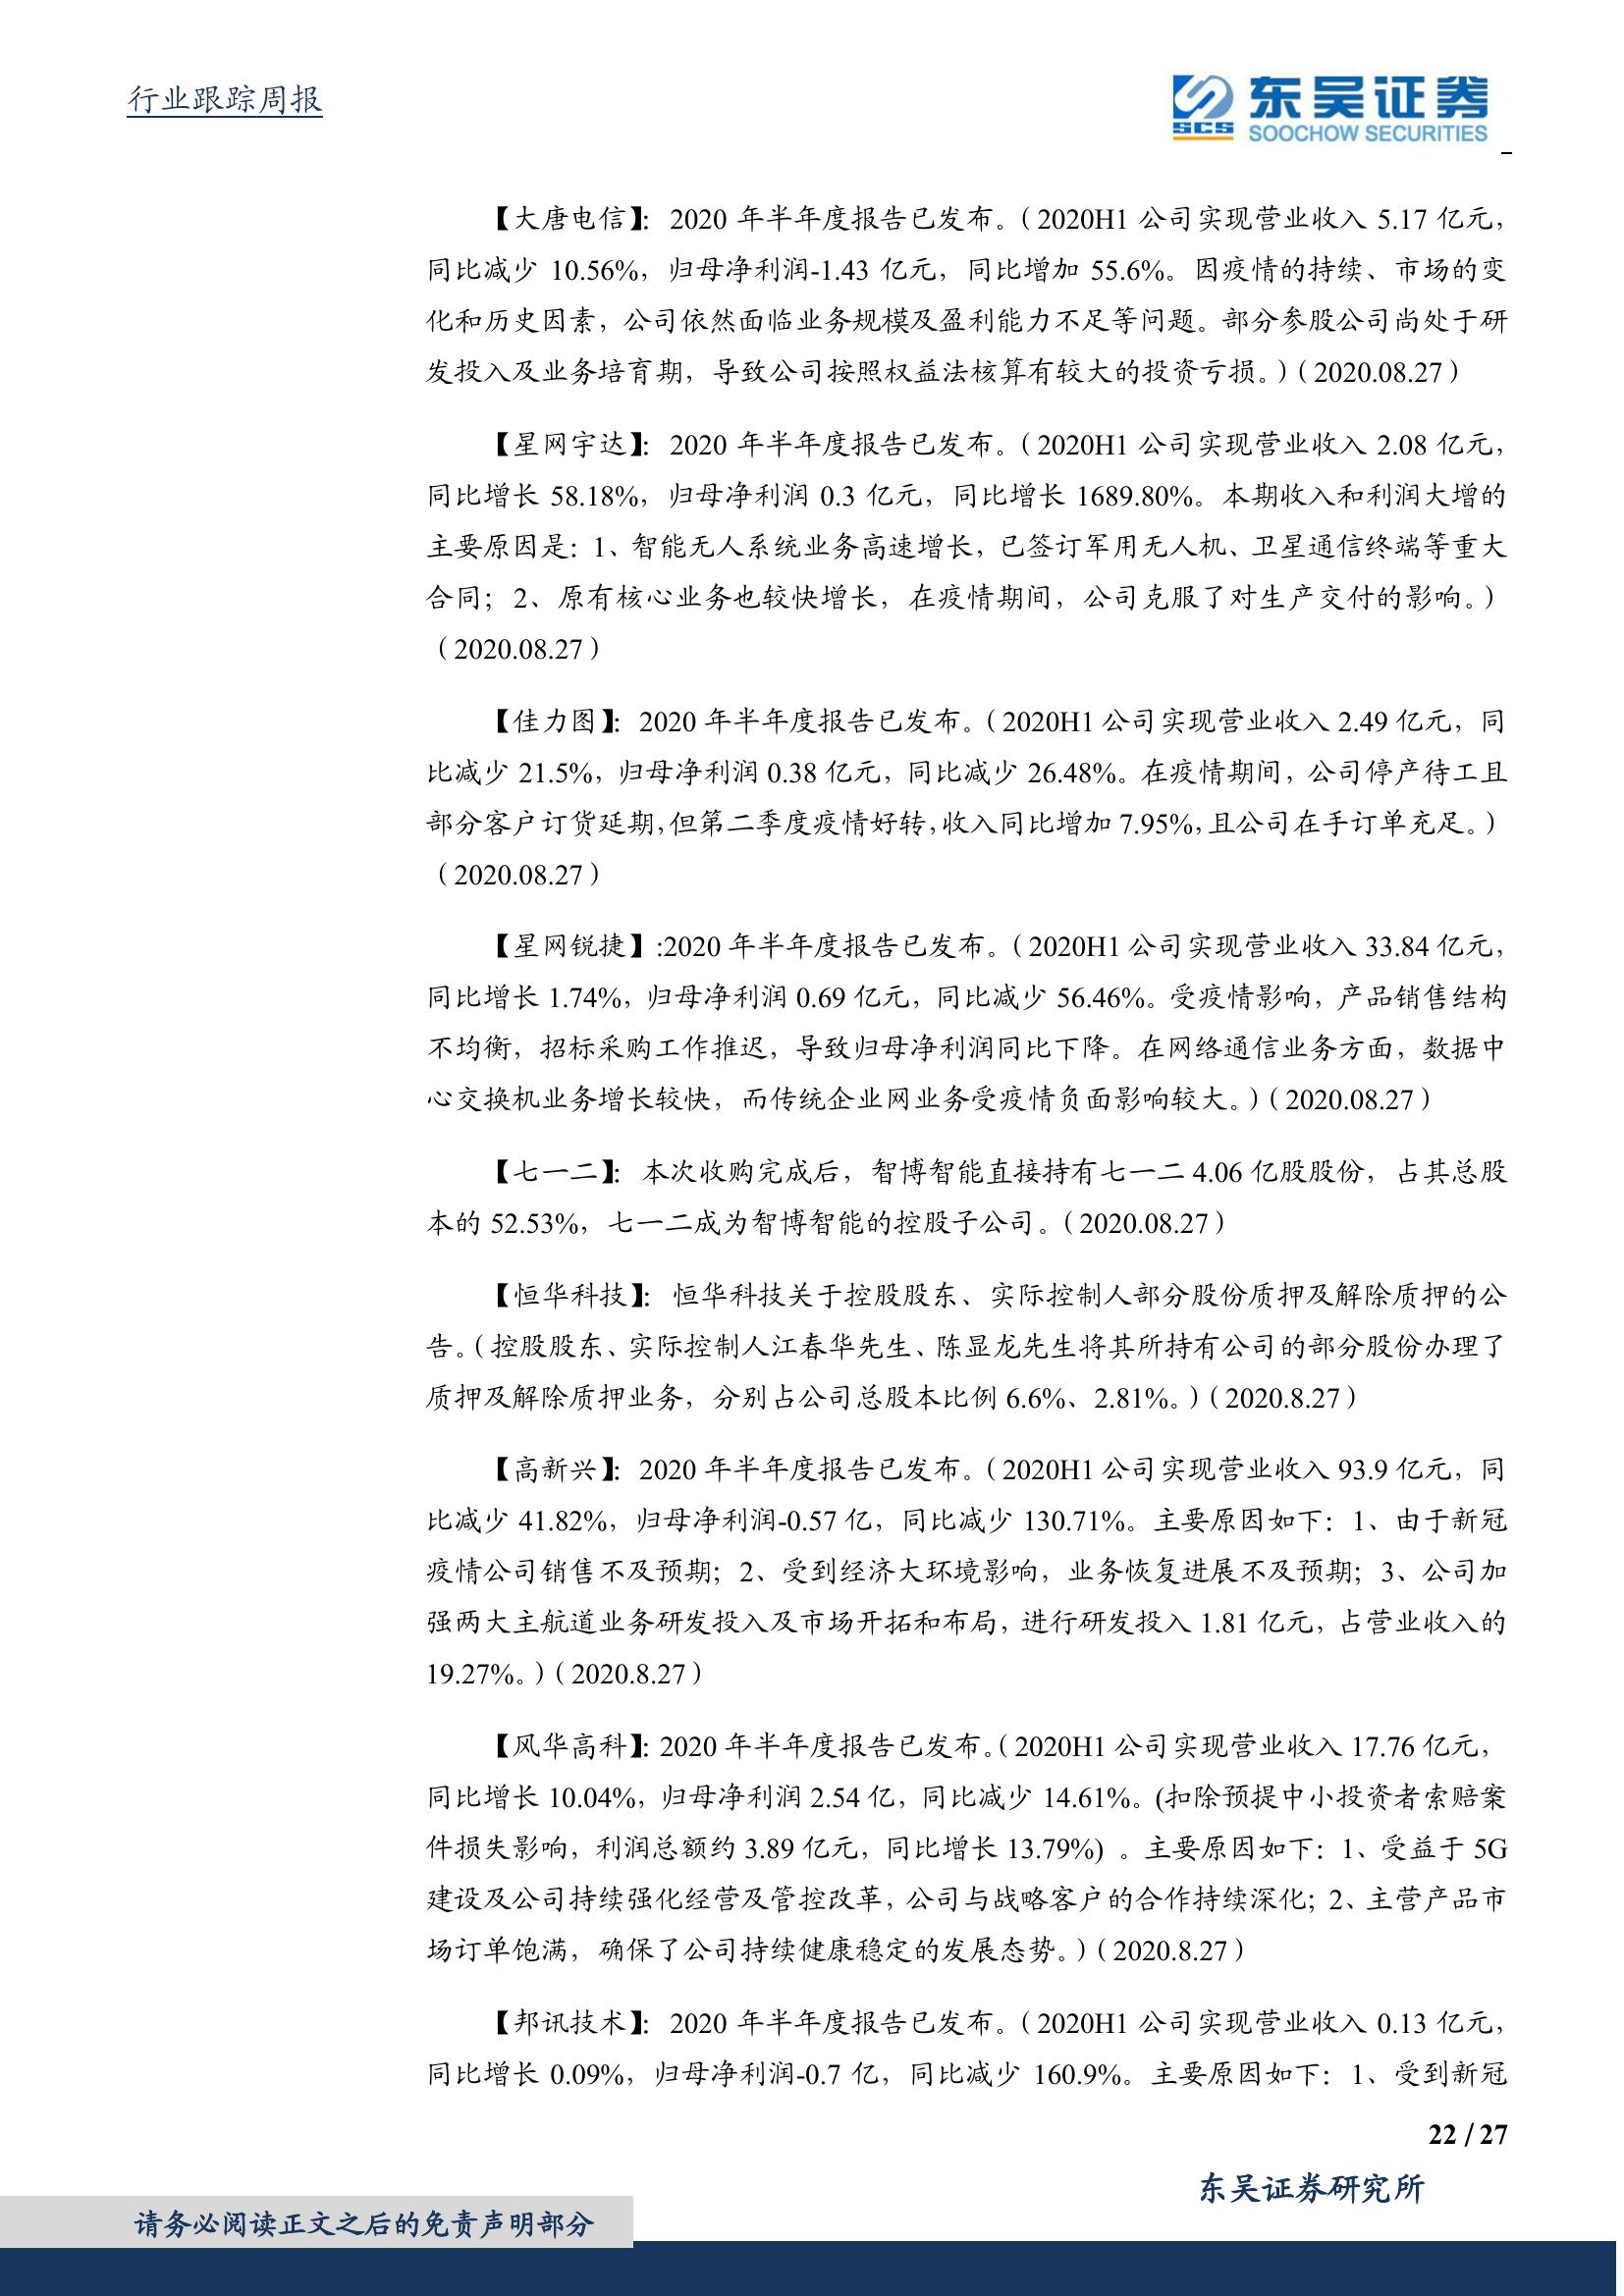 行业跟踪周报
SCS
东吴证券
SOOCHOW SECURITIES
【大唐电信】：2020 年半年度报告已发布。（2020H1 公司实现营业收入 5.17 亿元，
同比减少 10.56%，归母净利润-1.43 亿元，同比增加 55.6%。因疫情的持续、市场的变
化和历史因素，公司依然面临业务规模及盈利能力不足等问题。部分参股公司尚处于研
发投入及业务培育期，导致公司按照权益法核算有较大的投资亏损。）（2020.08.27）
【星网宇达】：2020 年半年度报告已发布。（2020H1 公司实现营业收入 2.08 亿元，
同比增长 58.18%，归母净利润 0.3 亿元，同比增长 1689.80%。本期收入和利润大增的
主要原因是：1、智能无人系统业务高速增长，已签订军用无人机、卫星通信终端等重大
合同；2、原有核心业务也较快增长，在疫情期间，公司克服了对生产交付的影响。）
（2020.08.27）
【佳力图】：2020 年半年度报告已发布。（2020H1 公司实现营业收入 2.49 亿元，同
比减少 21.5%，归母净利润 0.38 亿元，同比减少 26.48%。在疫情期间，公司停产待工且
部分客户订货延期，但第二季度疫情好转，收入同比增加 7.95%，且公司在手订单充足。）
（2020.08.27）
【星网锐捷】:2020 年半年度报告已发布。（2020H1 公司实现营业收入 33.84 亿元，
同比增长 1.74%，归母净利润 0.69 亿元，同比减少 56.46%。受疫情影响，产品销售结构
不均衡，招标采购工作推迟，导致归母净利润同比下降。在网络通信业务方面，数据中
心交换机业务增长较快，而传统企业网业务受疫情负面影响较大。）（2020.08.27）
【七一二】：本次收购完成后，智博智能直接持有七一二 4.06 亿股股份，占其总股
本的 52.53%，七一二成为智博智能的控股子公司。（2020.08.27）
【恒华科技】：恒华科技关于控股股东、实际控制人部分股份质押及解除质押的公
告。（控股股东、实际控制人江春华先生、陈显龙先生将其所持有公司的部分股份办理了
质押及解除质押业务，分别占公司总股本比例 6.6%、2.81%。）（2020.8.27）
【高新兴】：2020 年半年度报告已发布。（2020H1 公司实现营业收入 93.9 亿元，同
比减少 41.82%，归母净利润-0.57 亿，同比减少 130.71%。主要原因如下：1、由于新冠
疫情公司销售不及预期；2、受到经济大环境影响，业务恢复进展不及预期；3、公司加
强两大主航道业务研发投入及市场开拓和布局，进行研发投入 1.81 亿元，占营业收入的
19.27%。）（2020.8.27）
【风华高科】：2020 年半年度报告已发布。（2020H1 公司实现营业收入 17.76 亿元，
同比增长 10.04%，归母净利润 2.54 亿，同比减少 14.61%。(扣除预提中小投资者索赔案
件损失影响，利润总额约 3.89 亿元，同比增长 13.79%) 。主要原因如下：1、受益于 5G
建设及公司持续强化经营及管控改革，公司与战略客户的合作持续深化；2、主营产品市
场订单饱满，确保了公司持续健康稳定的发展态势。）（2020.8.27）
【邦讯技术】：2020 年半年度报告已发布。（2020H1 公司实现营业收入 0.13 亿元，
同比增长 0.09%，归母净利润-0.7 亿，同比减少 160.9%。主要原因如下：1、受到新冠
22 / 27
东吴证券研究所
请务必阅读正文之后的免责声明部分